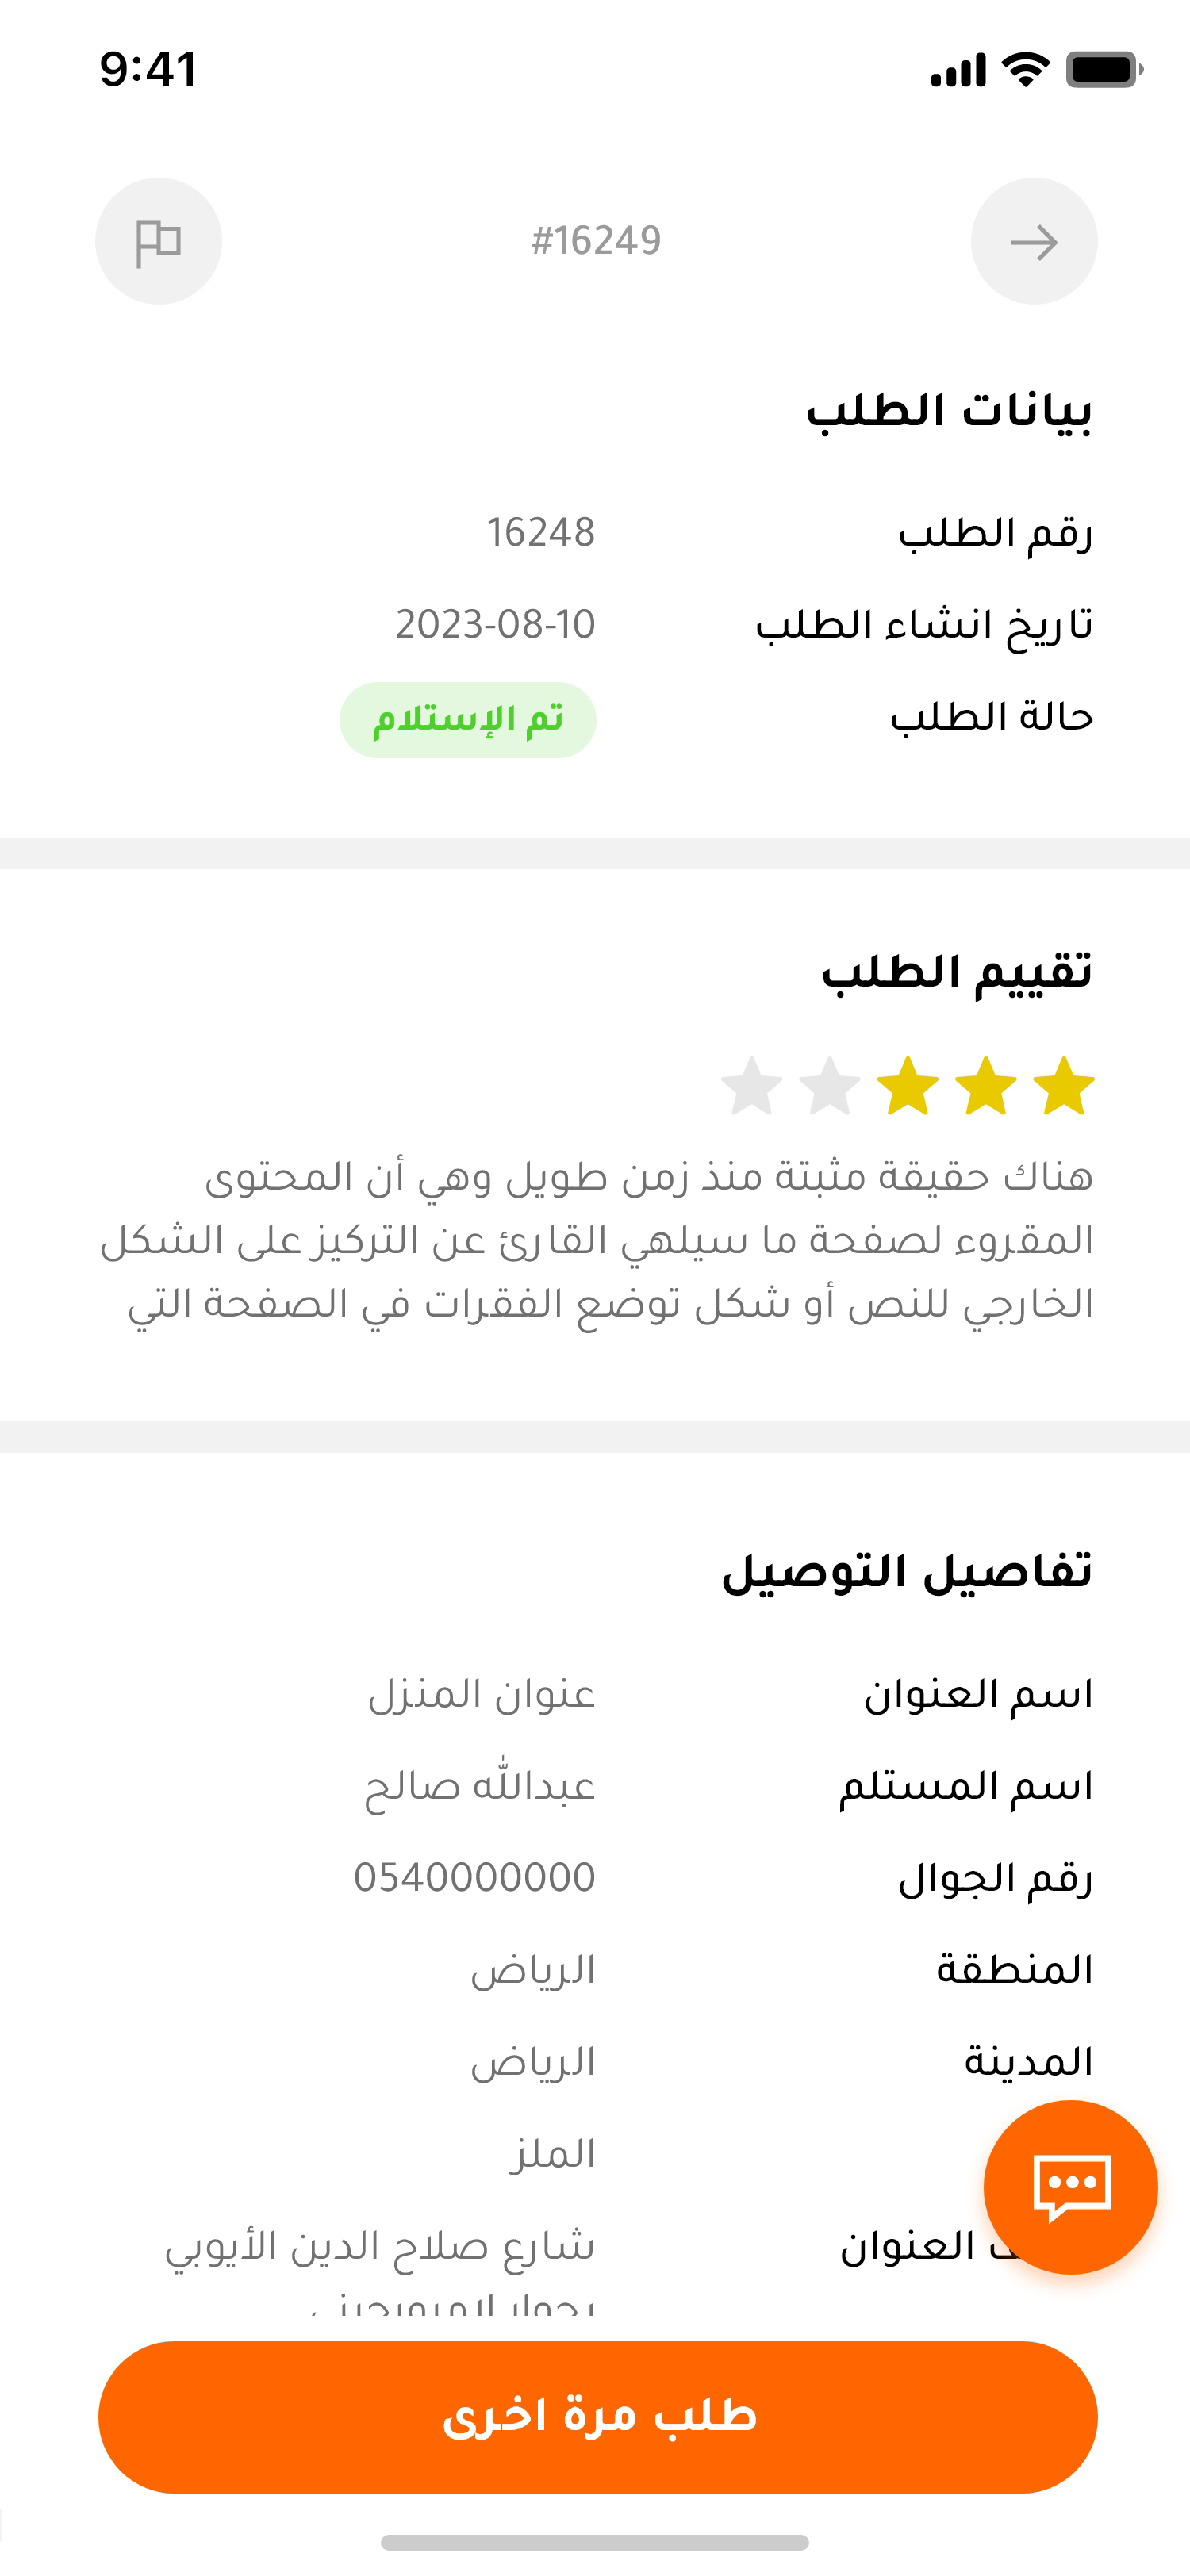 9:41
#16249
بيانات الطلب
رقم الطلب 16248
تاريخ انشاء الطلب 2023-08-10
حالة الطلب تم الإستلام
تقييم الطلب
هناك حقيقة مثبتة منذ زمن طويل وهي أن المحتوى
المقروء لصفحة ما سيلهي القارئ عن التركيز على الشكل
الخارجي للنص أو شكل توضع الفقرات في الصفحة التي
تفاصيل التوصيل
اسم العنوان عنوان المنزل
اسم المستلم عبدالله صالح
رقم الجوال 0540000000
المنطقة الرياض
المدينة الرياض
الملز
العنوان شارع صلاح الدين الأيوبي
طلب مرة اخرى